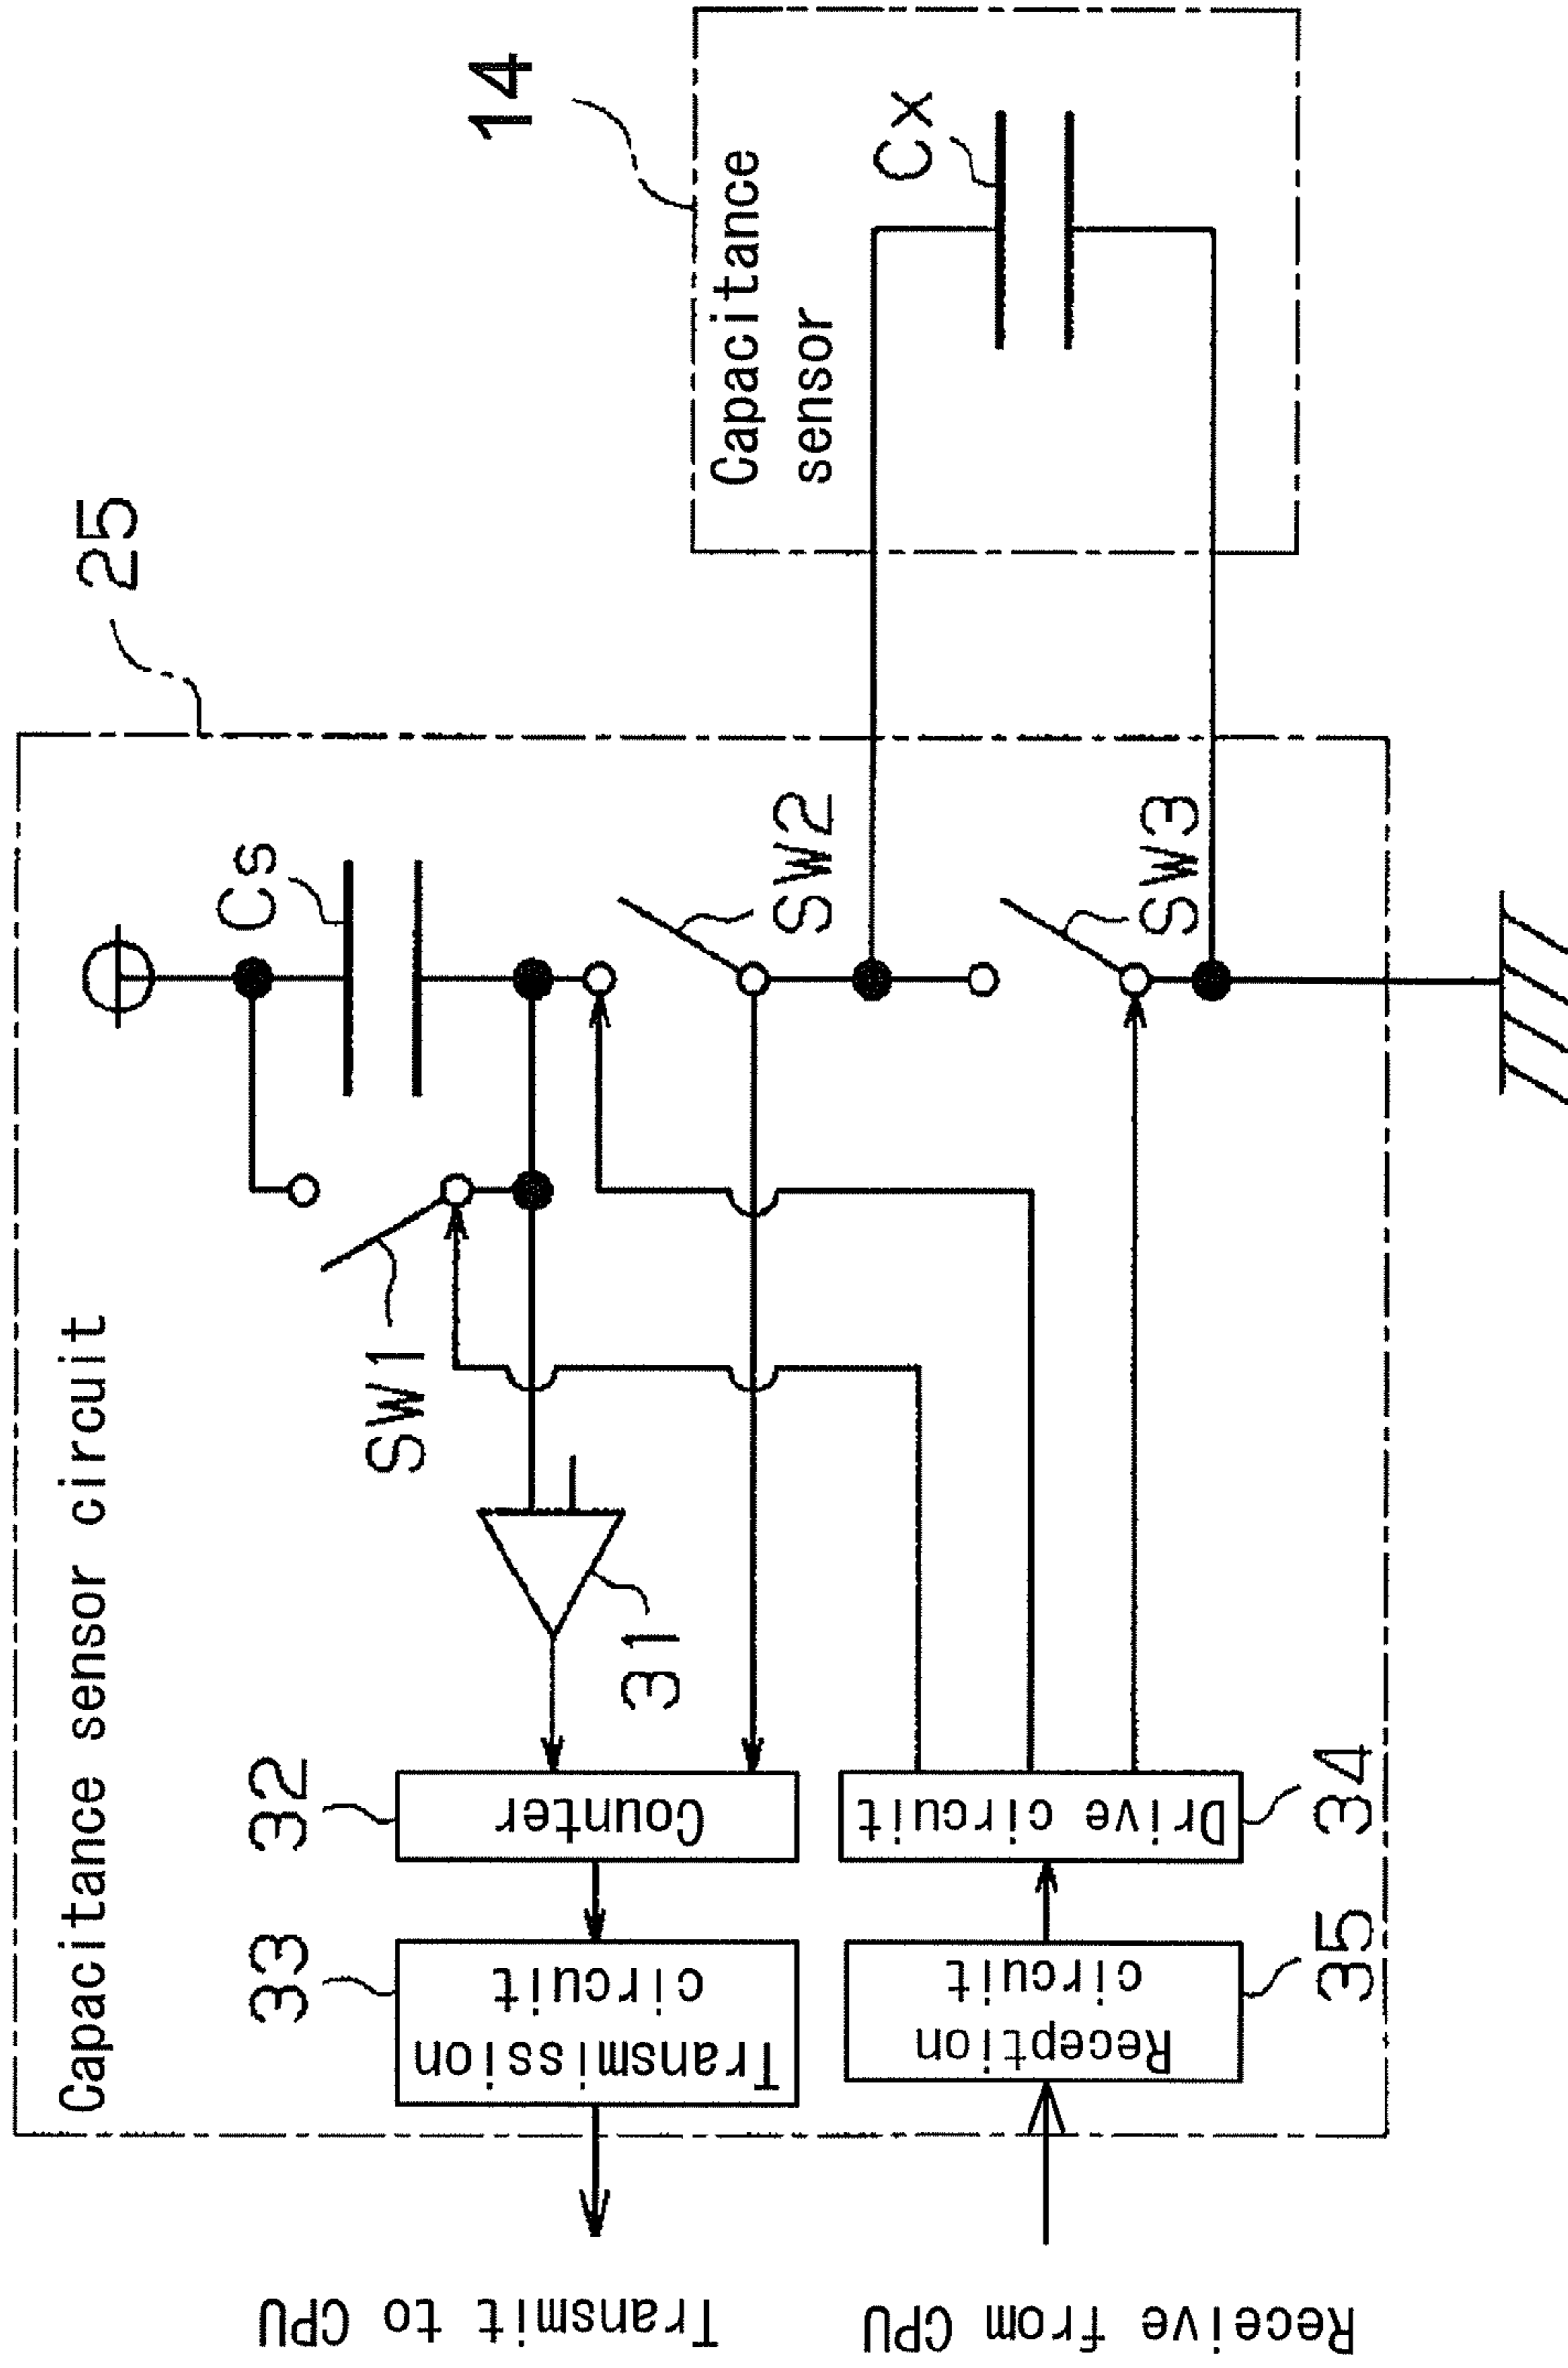 25
14
Capacitance sensor circuit
Cs
Capacitance
sensor
Cx
SW1
SW2
SW3
31
32
Counter
33
Transmission
circuit
Drive circuit
34
Reception
circuit
35
Transmit to CPU
Receive from CPU